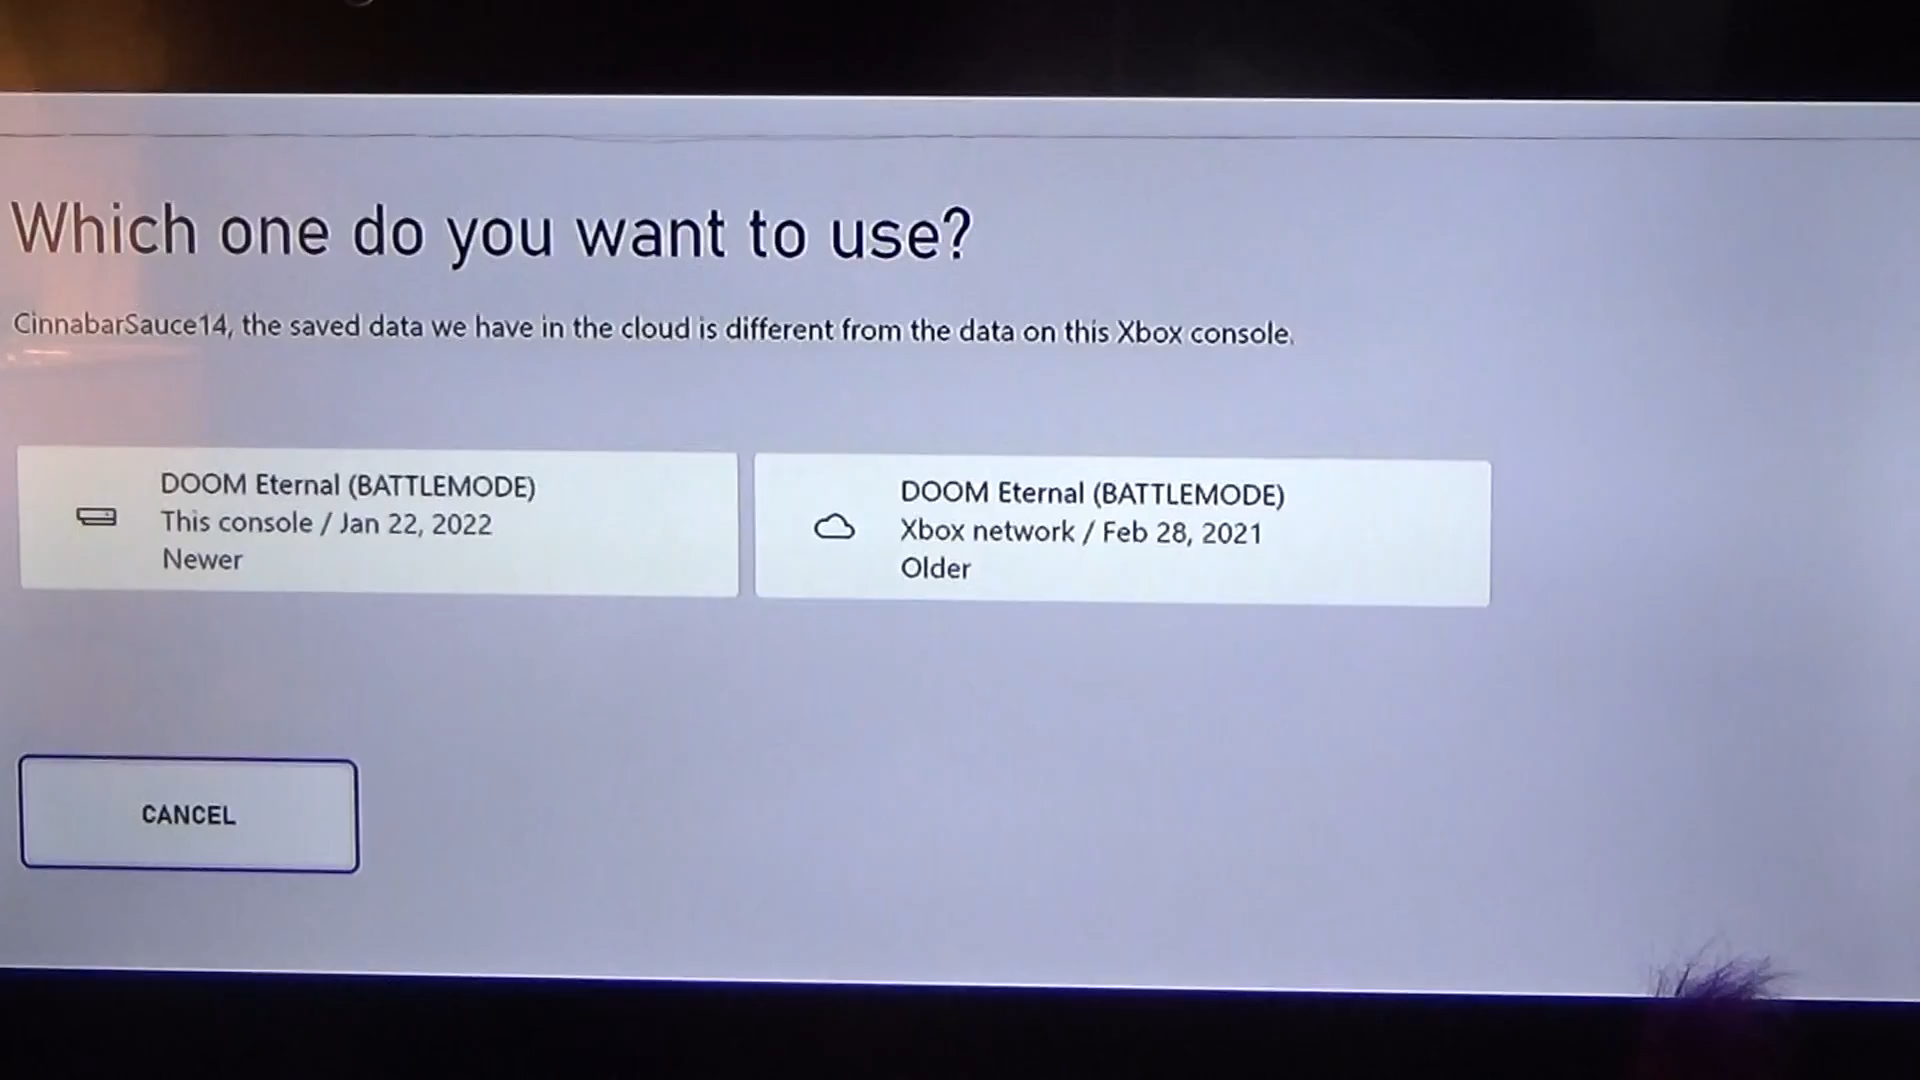 Which one do you want to use?
CinnabarSauce14, the saved data we have in the cloud is different from the data on this Xbox console.
DOOM Eternal (BATTLEMODE)
This console / Jan 22, 2022
Newer
DOOM Eternal (BATTLEMODE)
Xbox network / Feb 28, 2021
Older
CANCEL